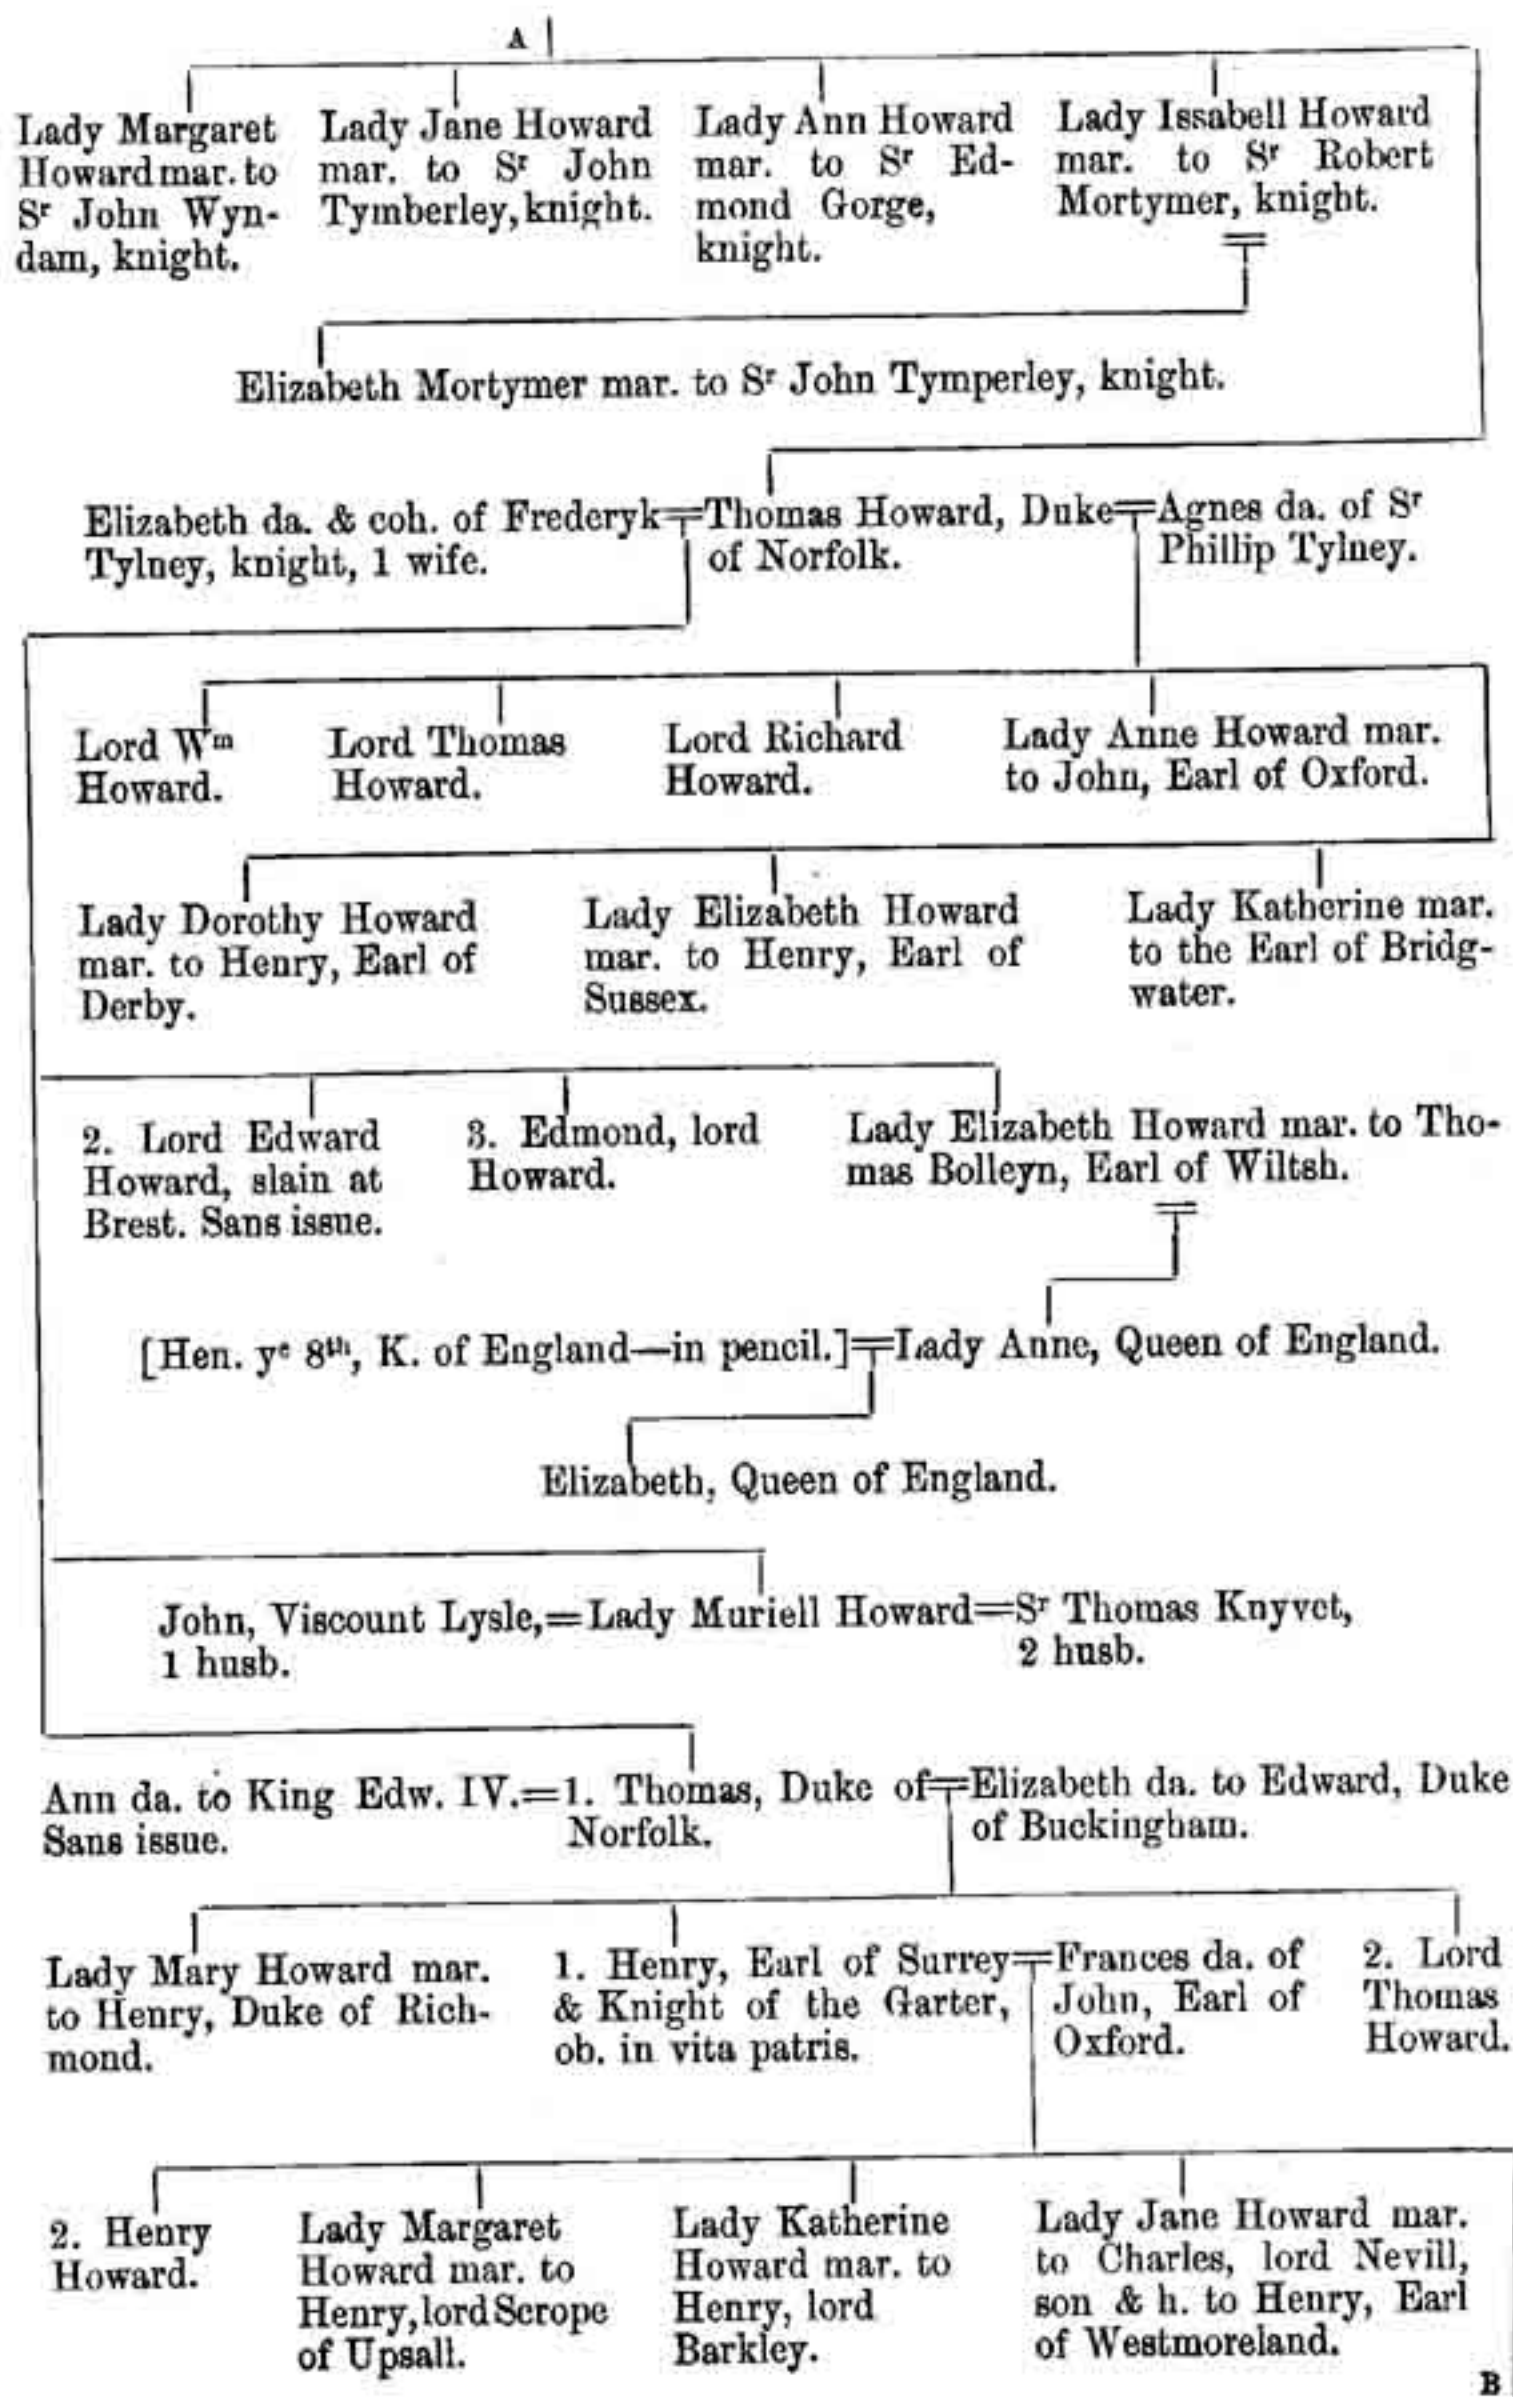 A
Lady Margaret
Howard mar. to
Sr John Wyn-
dam, knight.
Lady Jane Howard
mar. to Sr John
Tymberley, knight.
Lady Ann Howard
mar. to Sr Ed-
mond Gorge,
knight.
Lady Issabell Howard
mar. to Sr Robert
Mortymer, knight.
Elizabeth Mortymer mar. to Sr John Tymperley, knight.
Elizabeth da. & coh. of Frederyk
Tylney, knight, 1 wife.
Thomas Howard, Duke
of Norfolk.
Agnes da. of Sr
Phillip Tylney.
Lord Wm
Howard.
Lord Thomas
Howard.
Lord Richard
Howard.
Lady Anne Howard mar.
to John, Earl of Oxford.
Lady Dorothy Howard
mar. to Henry, Earl of
Derby.
Lady Elizabeth Howard
mar. to Henry, Earl of
Sussex.
Lady Katherine mar.
to the Earl of Bridg-
water.
2. Lord Edward
Howard, slain at
Brest. Sans issue.
3. Edmond, lord
Howard.
Lady Elizabeth Howard mar. to Tho-
mas Bolleyn, Earl of Wiltsh.
[Hen. ye 8th, K. of England—in pencil.]=Lady Anne, Queen of England.
Elizabeth, Queen of England.
John, Viscount Lysle,=Lady Muriell Howard=Sr Thomas Knyvet,
1 husb.
2 husb.
Ann da. to King Edw. IV.=
Sans issue.
1. Thomas, Duke of
Norfolk.
Elizabeth da. to Edward, Duke
of Buckingham.
Lady Mary Howard mar.
to Henry, Duke of Rich-
mond.
1. Henry, Earl of Surrey
& Knight of the Garter,
ob. in vita patris.
Frances da. of
John, Earl of
Oxford.
2. Lord
Thomas
Howard.
2. Henry
Howard.
Lady Margaret
Howard mar. to
Henry, lord Scrope
of Upsall.
Lady Katherine
Howard mar. to
Henry, lord
Barkley.
Lady Jane Howard mar.
to Charles, lord Nevill,
son & h. to Henry, Earl
of Westmoreland.
B